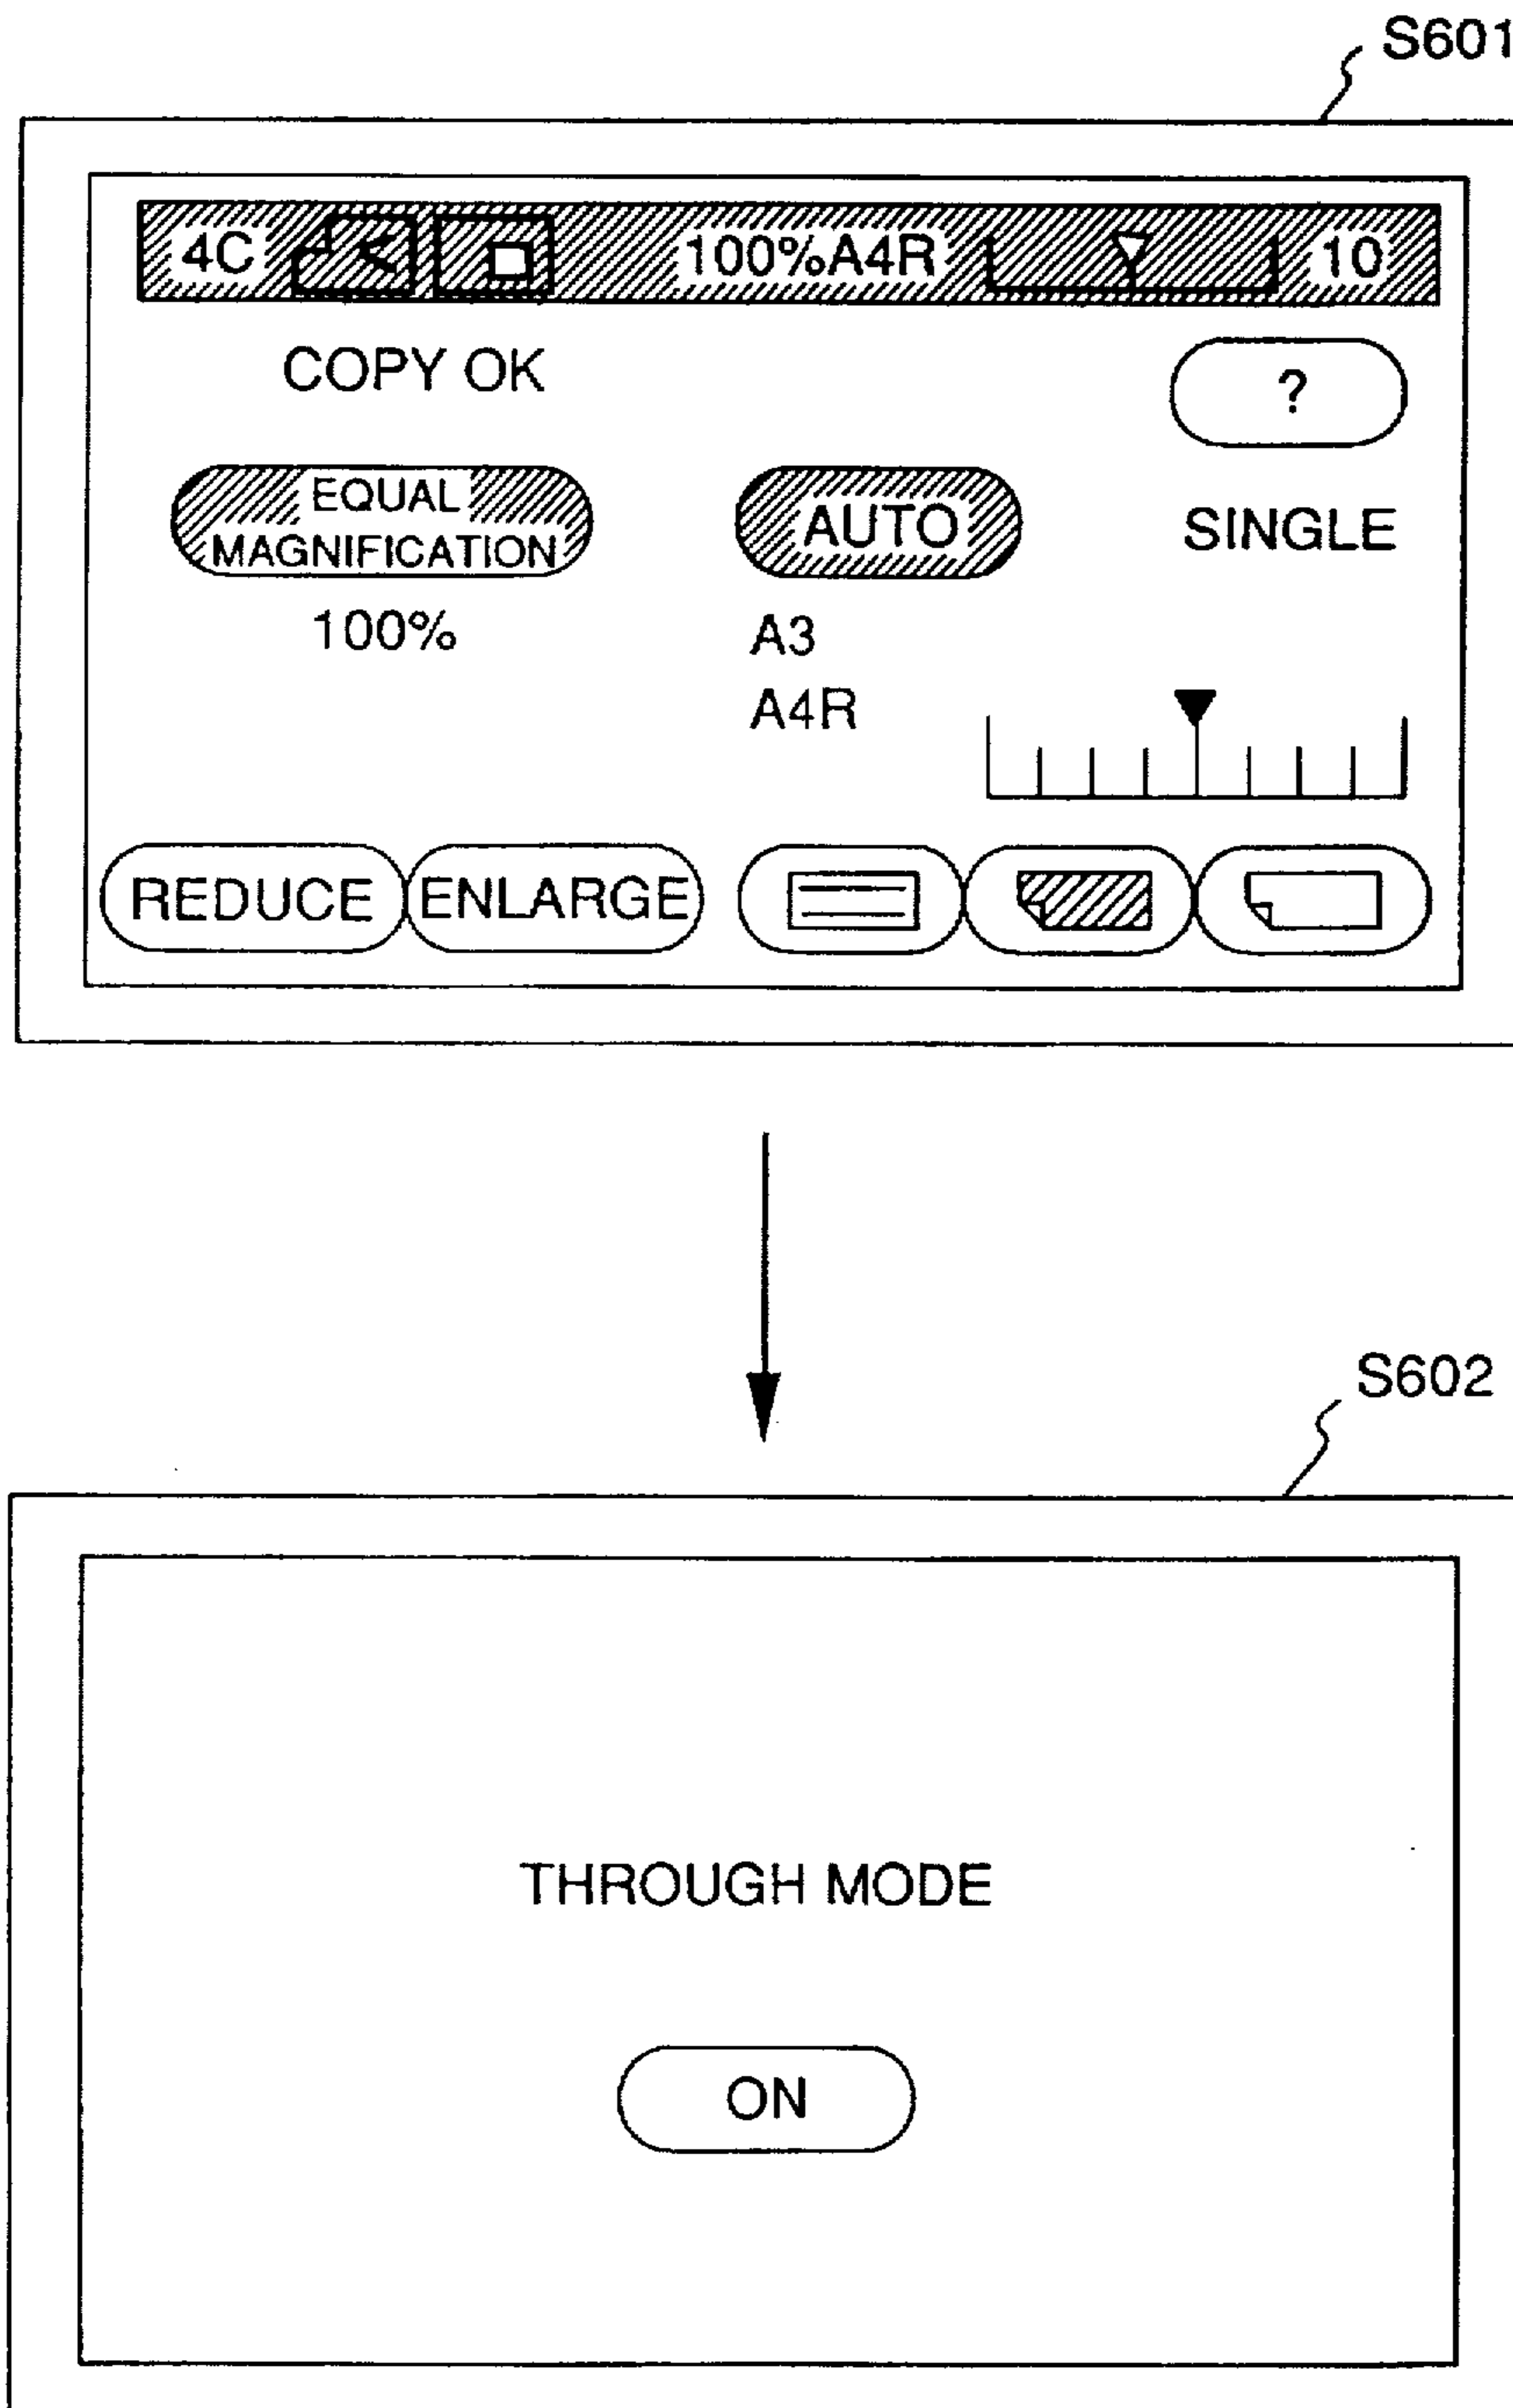 S601
4C 100%A4R 10
COPY OK
?
EQUAL
MAGNIFICATION
AUTO
SINGLE
100%
A3
A4R
REDUCE ENLARGE
S602
THROUGH MODE
ON